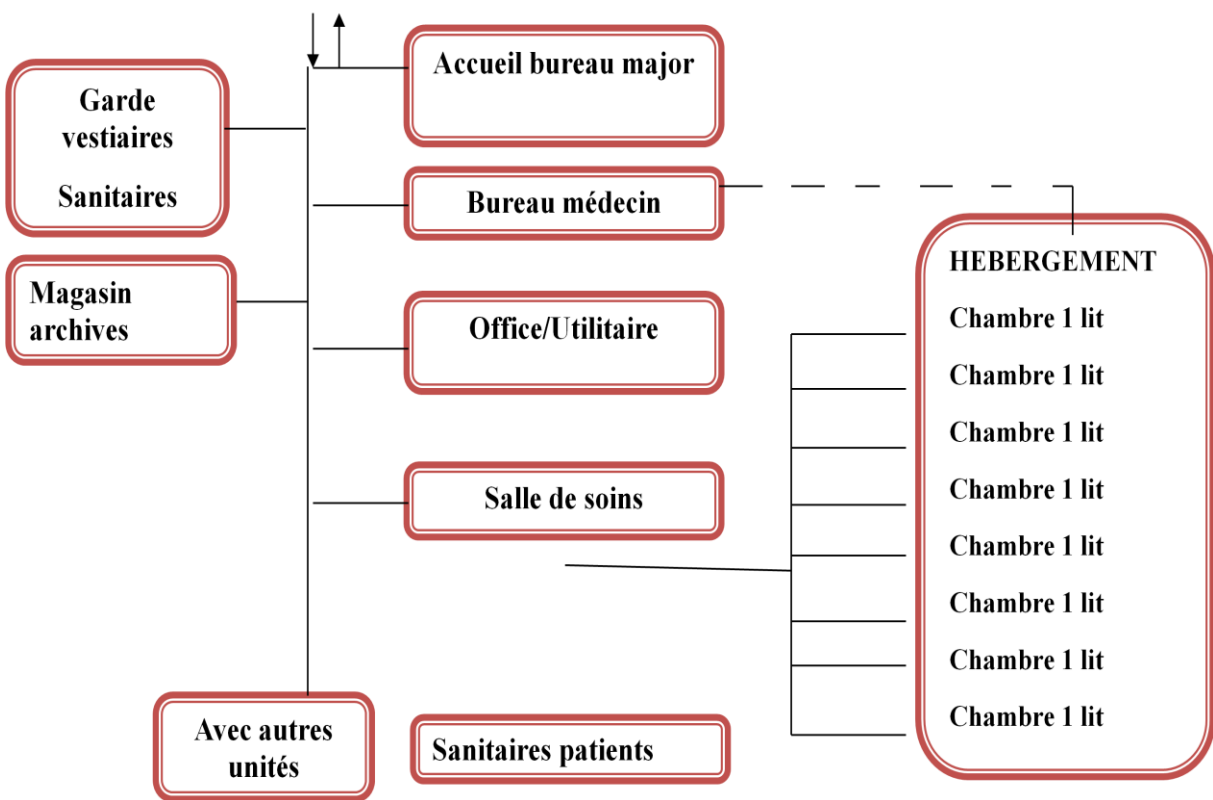 Accueil bureau major
Garde
vestiaires
Sanitaires
Bureau médecin
Magasin
archives
Office/Utilitaire
Salle de soins
Avec autres
unités
Sanitaires patients
HEBERGEMENT
Chambre 1 lit
Chambre 1 lit
Chambre 1 lit
Chambre 1 lit
Chambre 1 lit
Chambre 1 lit
Chambre 1 lit
Chambre 1 lit